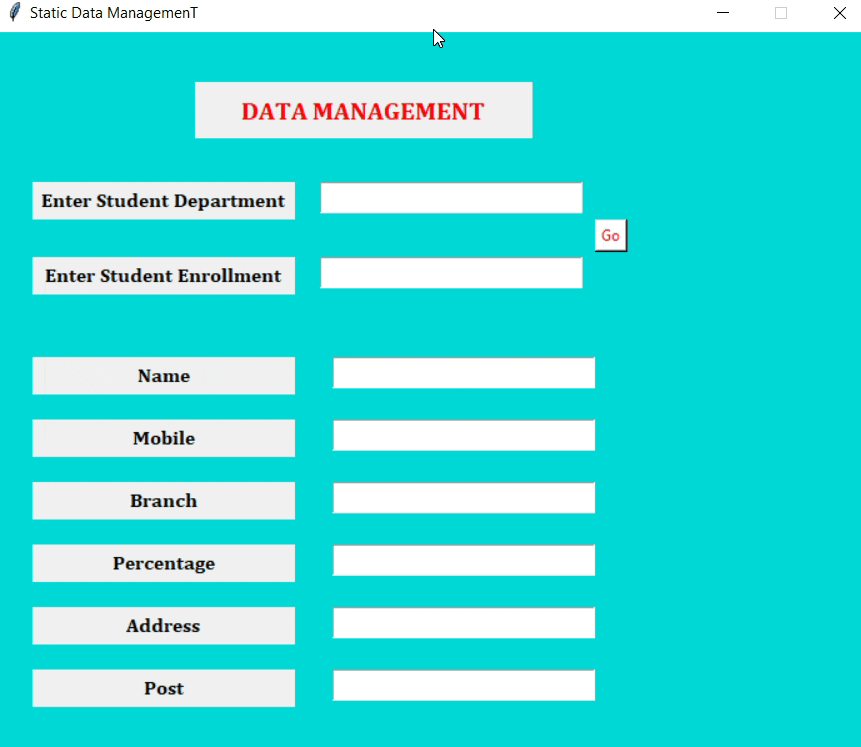 Static Data ManagemenT
DATA MANAGEMENT
Enter Student Department
Go
Enter Student Enrollment
Name
Mobile
Branch
Percentage
Address
Post